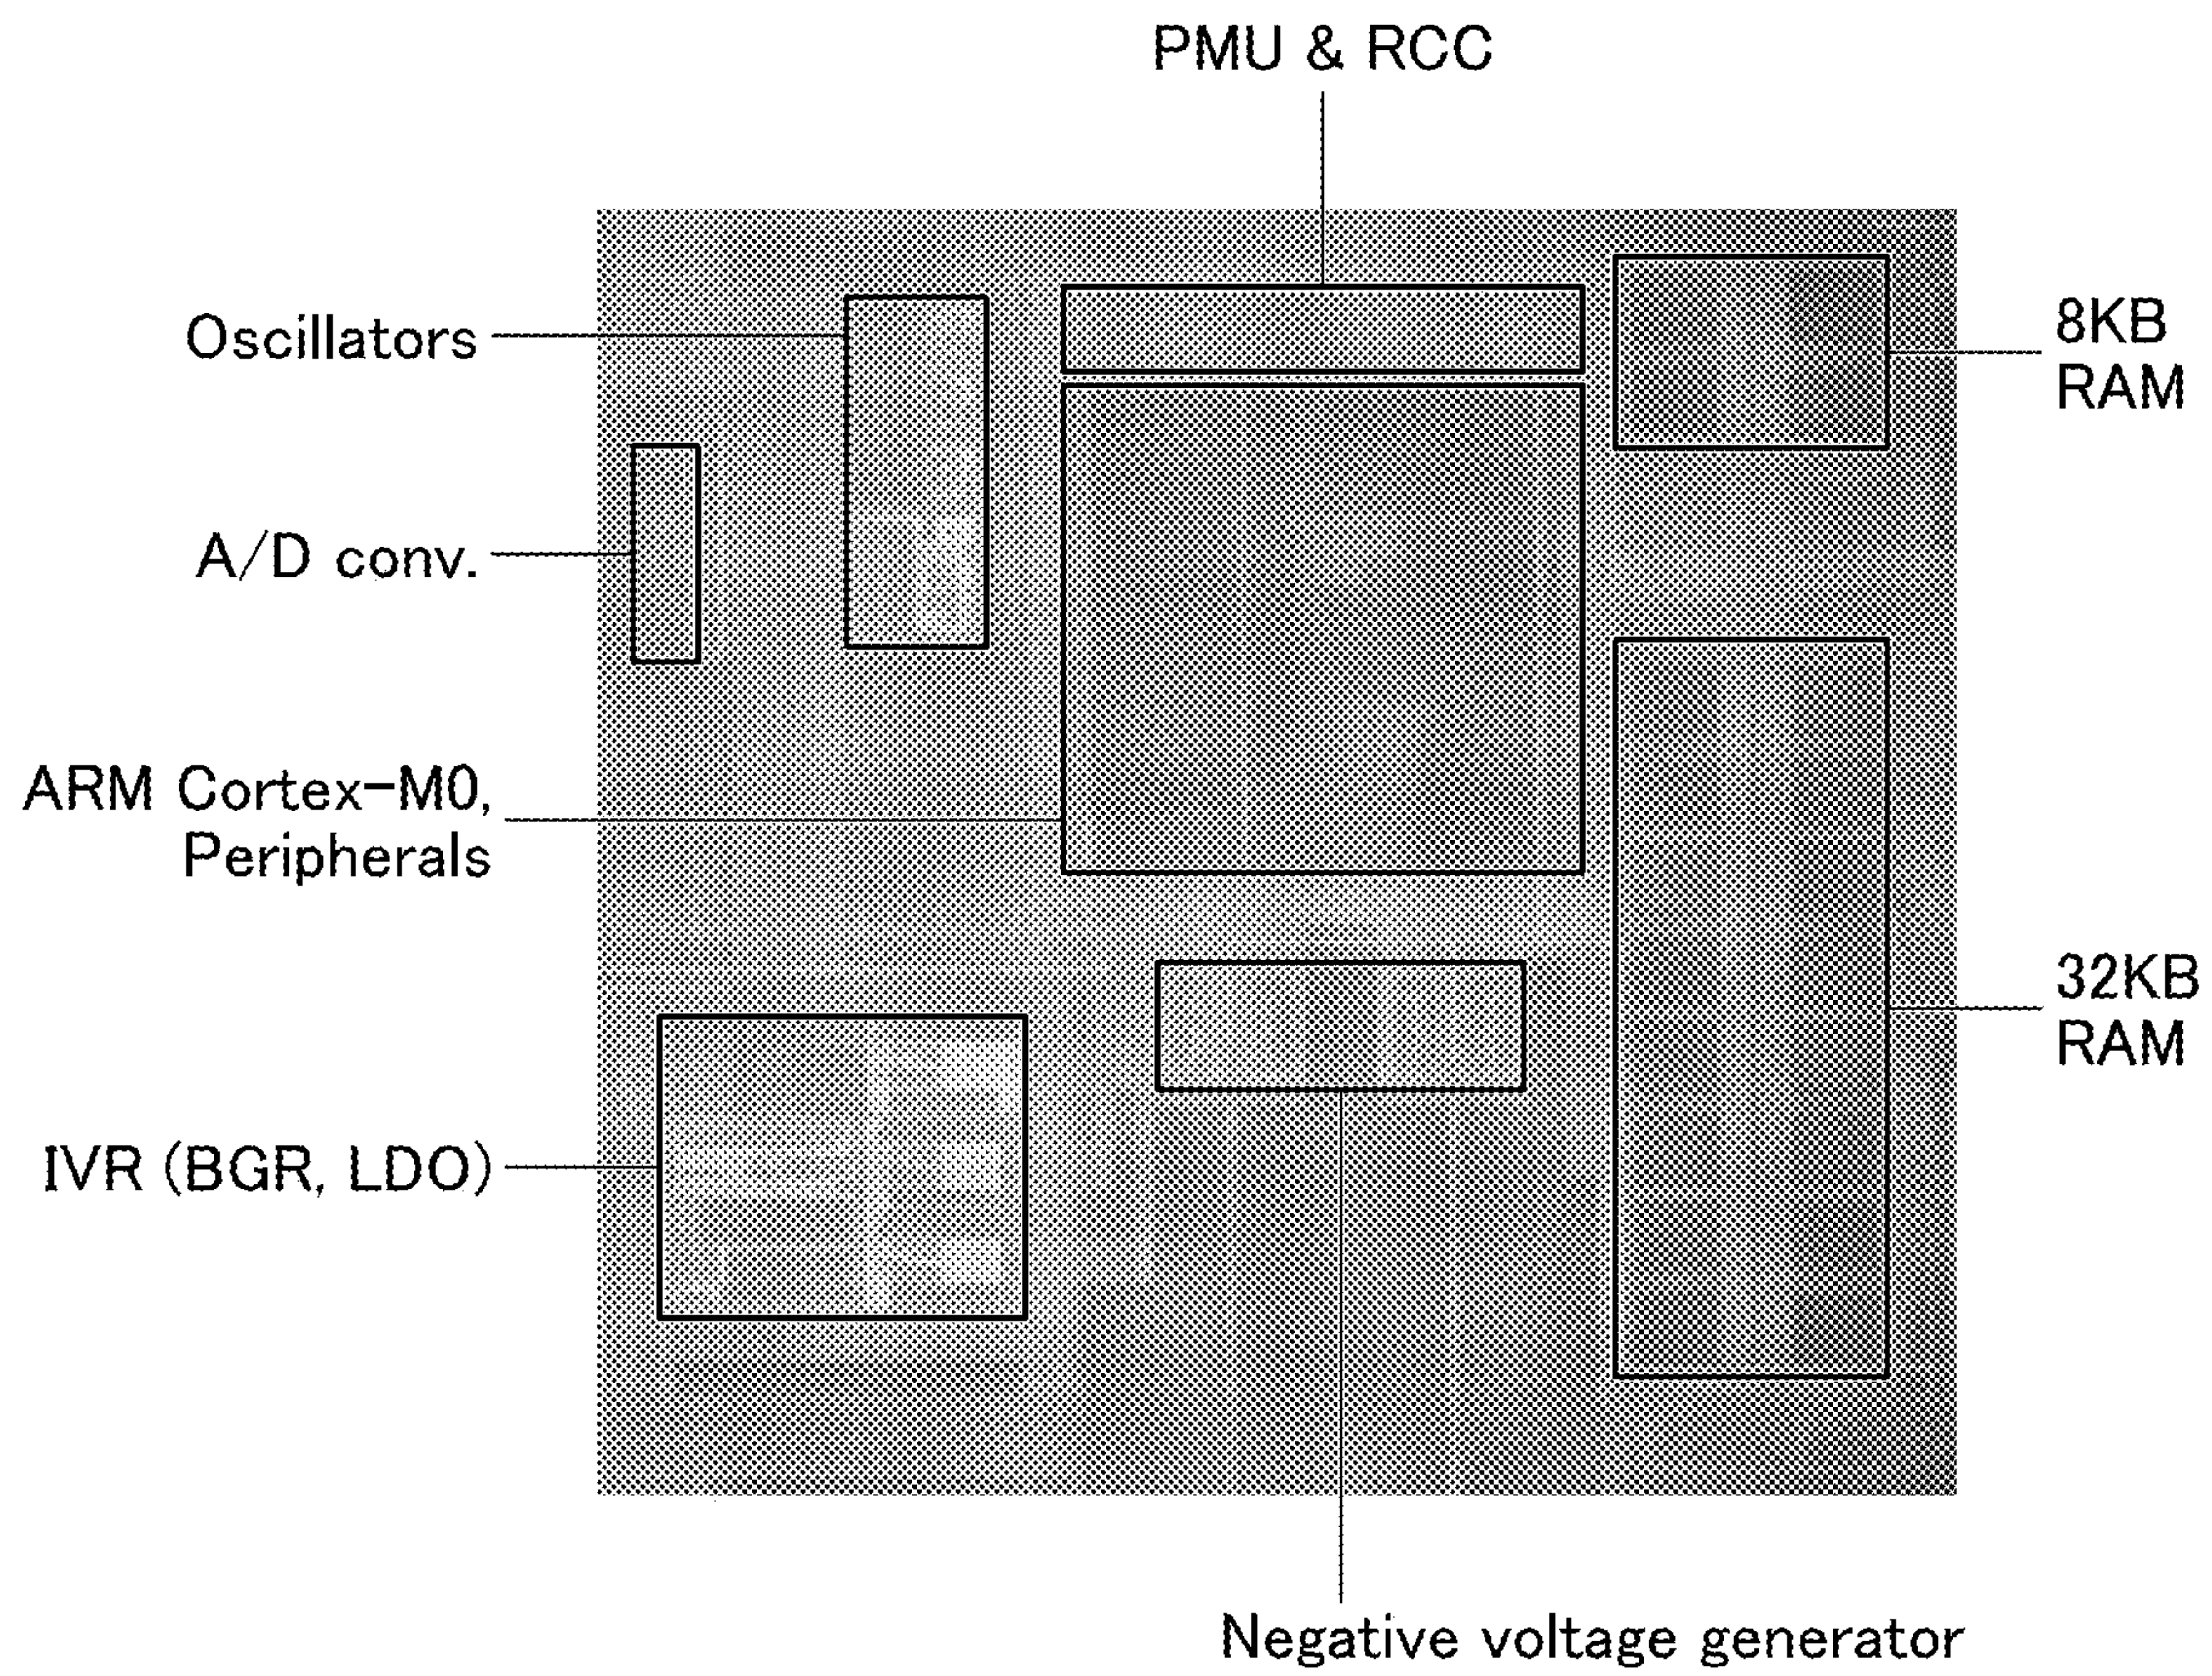 PMU & RCC
Oscillators
8KB
RAM
A/D conv.
ARM Cortex-M0,
Peripherals
32KB
RAM
IVR (BGR, LDO)
Negative voltage generator